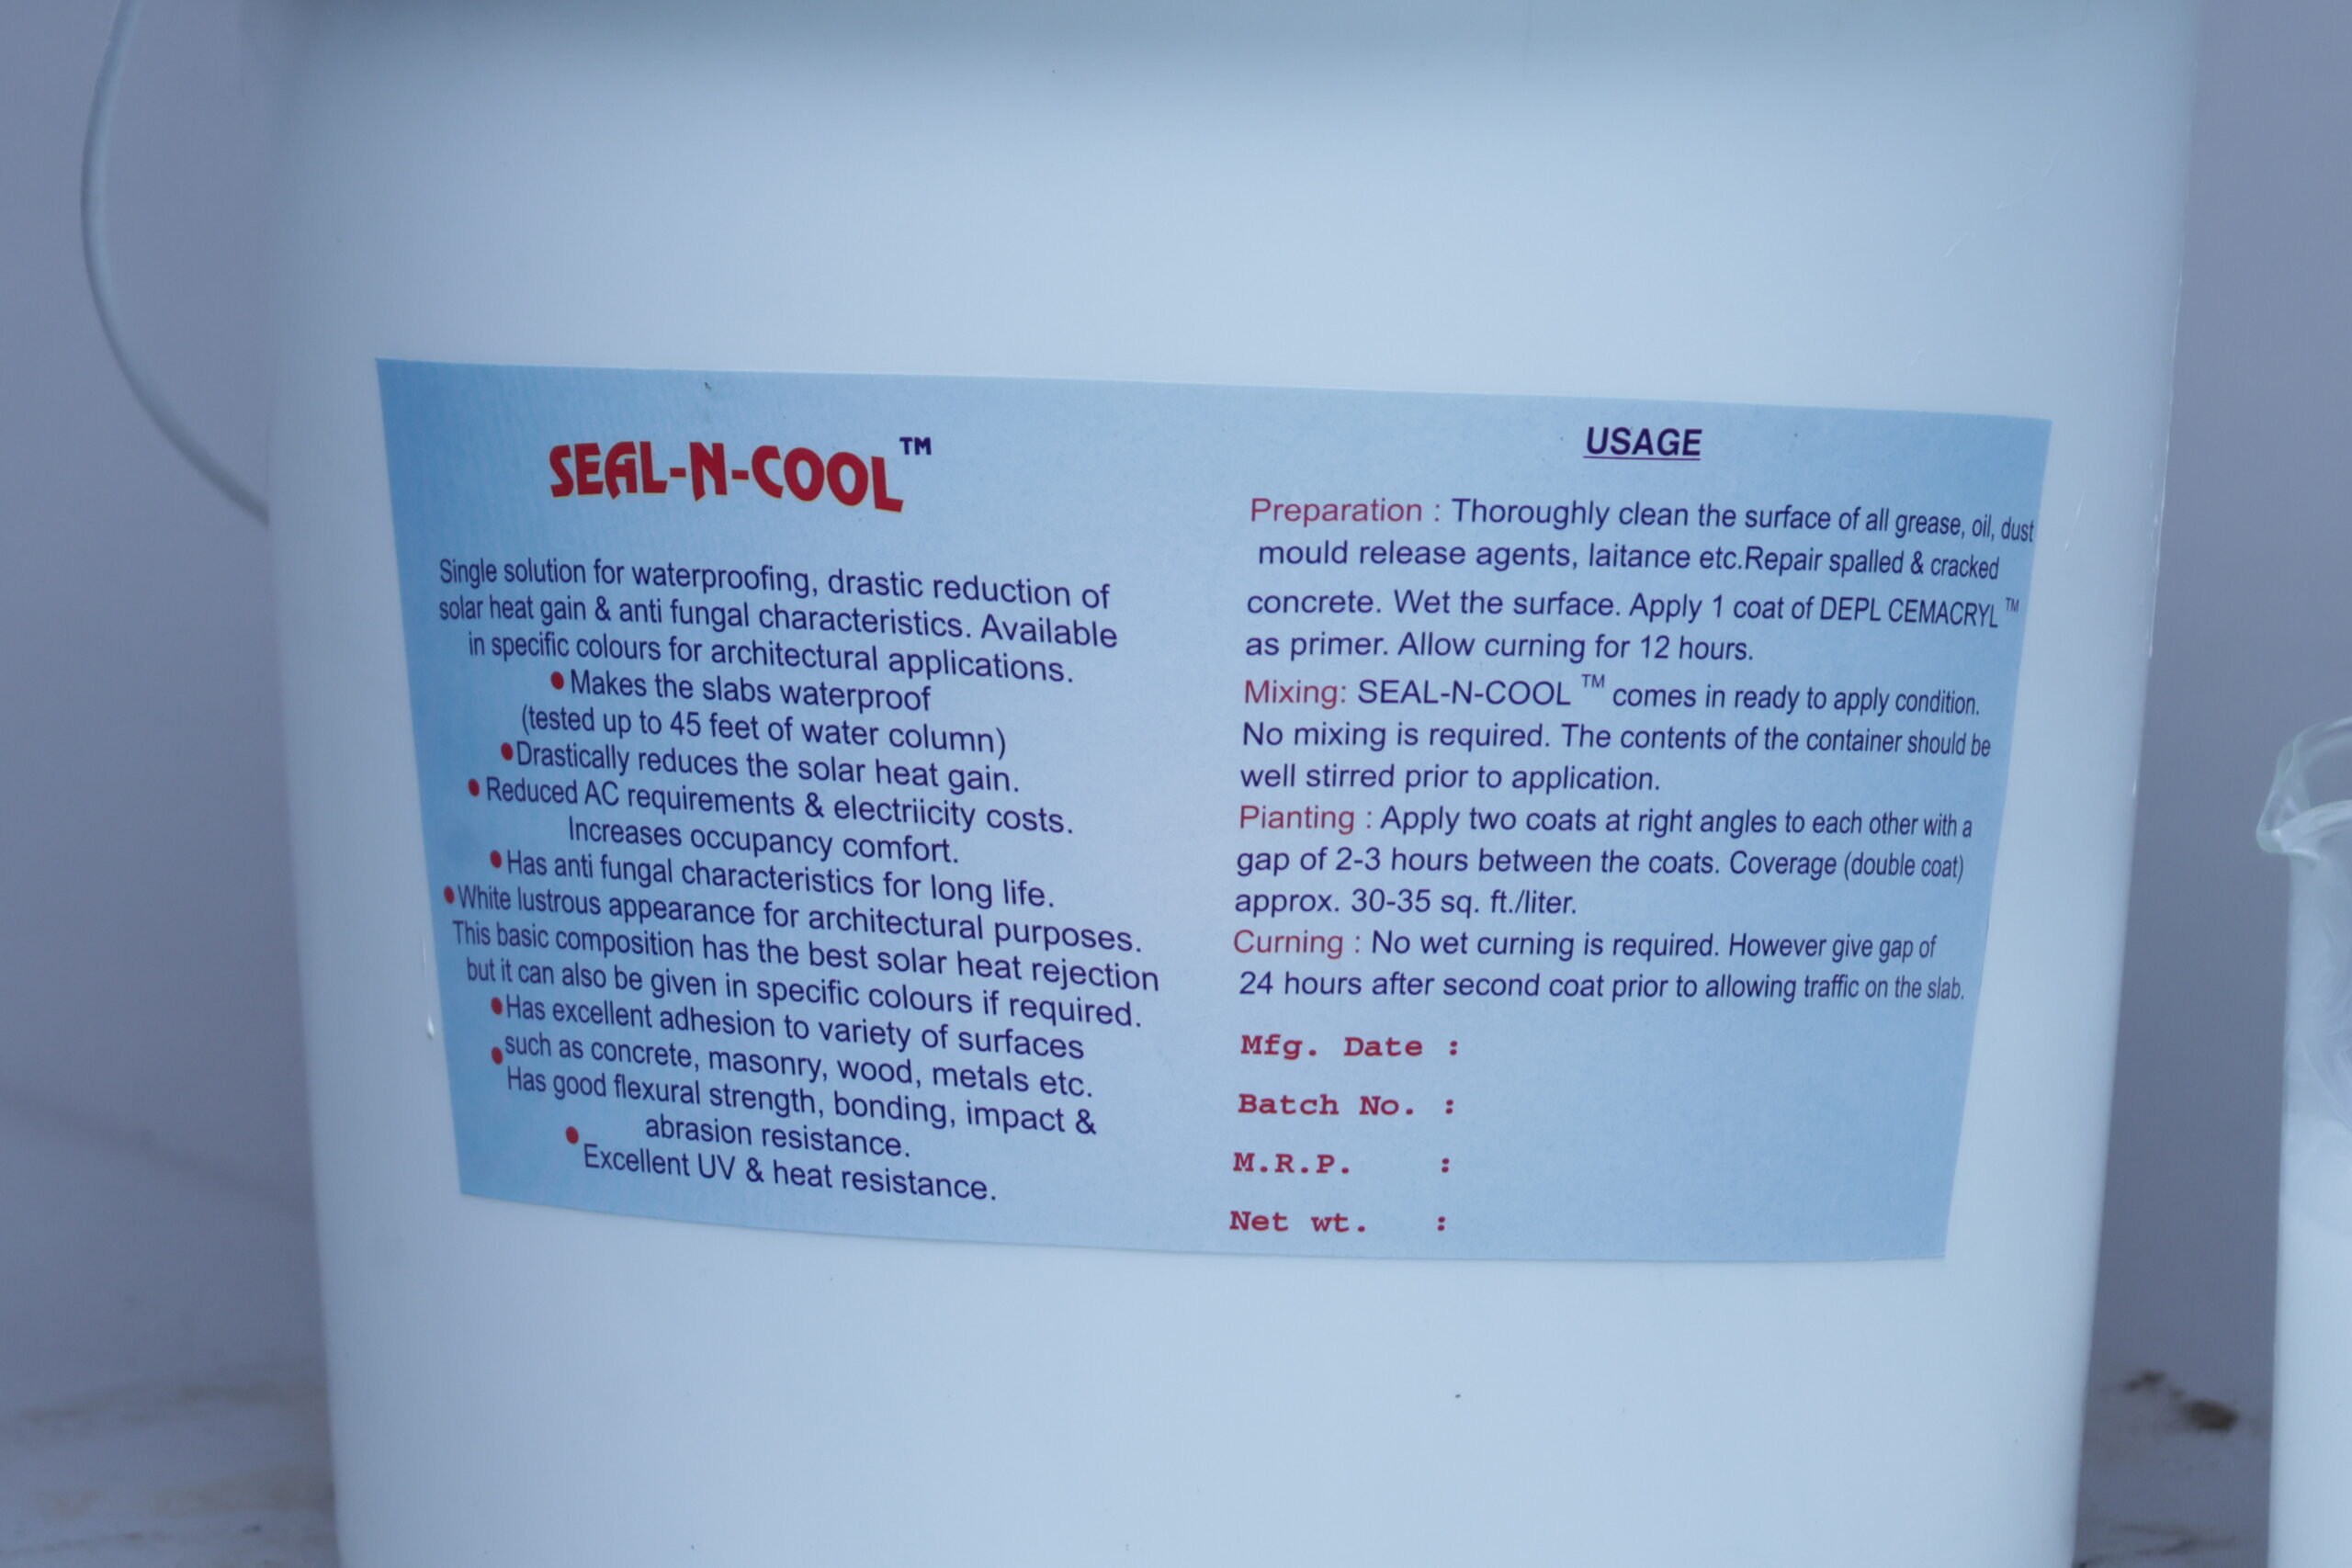 SEAL-N-COOL™
Single solution for waterproofing, drastic reduction of
solar heat gain & anti fungal characteristics. Available
in specific colours for architectural applications.
• Makes the slabs waterproof
(tested up to 45 feet of water column)
• Drastically reduces the solar heat gain.
• Reduced AC requirements & electriicity costs.
Increases occupancy comfort.
• Has anti fungal characteristics for long life.
• White lustrous appearance for architectural purposes.
This basic composition has the best solar heat rejection
but it can also be given in specific colours if required.
• Has excellent adhesion to variety of surfaces
• such as concrete, masonry, wood, metals etc.
Has good flexural strength, bonding, impact &
abrasion resistance.
• Excellent UV & heat resistance.
USAGE
Preparation : Thoroughly clean the surface of all grease, oil, dust
mould release agents, laitance etc.Repair spalled & cracked
concrete. Wet the surface. Apply 1 coat of DEPL CEMACRYL™
as primer. Allow curning for 12 hours.
Mixing: SEAL-N-COOL ™ comes in ready to apply condition.
No mixing is required. The contents of the container should be
well stirred prior to application.
Pianting : Apply two coats at right angles to each other with a
gap of 2-3 hours between the coats. Coverage (double coat)
approx. 30-35 sq. ft./liter.
Curning : No wet curning is required. However give gap of
24 hours after second coat prior to allowing traffic on the slab.
Mfg. Date :
Batch No. :
M.R.P. :
Net wt. :